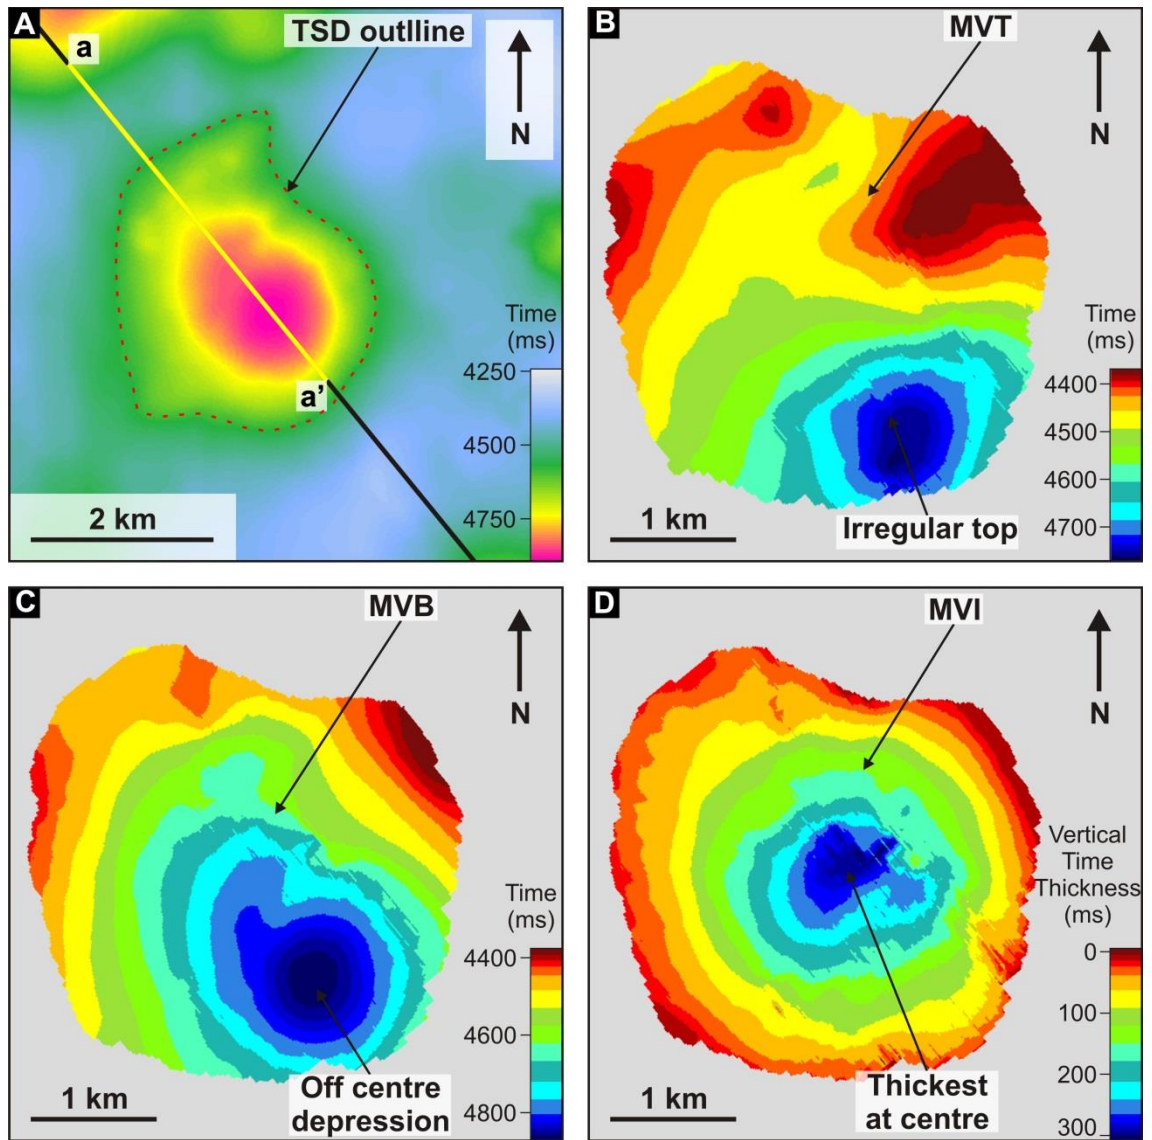 A
a
TSD outlline
N
a’
2 km
Time
(ms)
4250
4500
4750
B
MVT
N
Time
(ms)
4400
4500
4600
4700
1 km
Irregular top
C
MVB
N
Time
(ms)
4400
4600
4800
1 km
Off centre
depression
D
MVI
N
Vertical
Time
Thickness
(ms)
0
100
200
300
1 km
Thickest
at centre